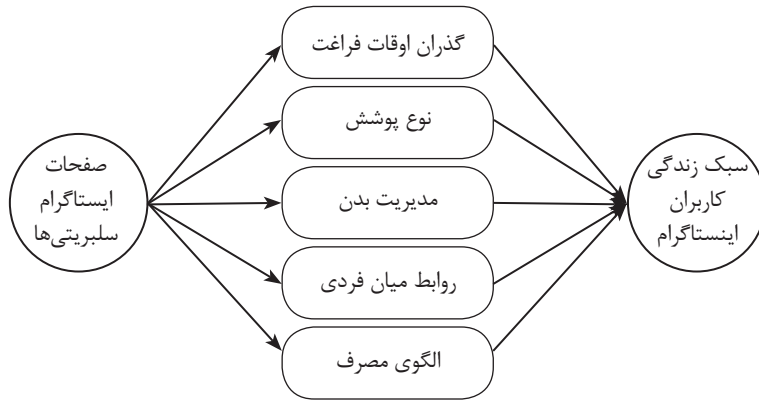 گذران اوقات فراغت
نوع پوشش
مدیریت بدن
روابط میان فردی
الگوی مصرف
صفحات
ایستاگرام
سلبریتی‌ها
سبک زندگی
کاربران
اینستاگرام